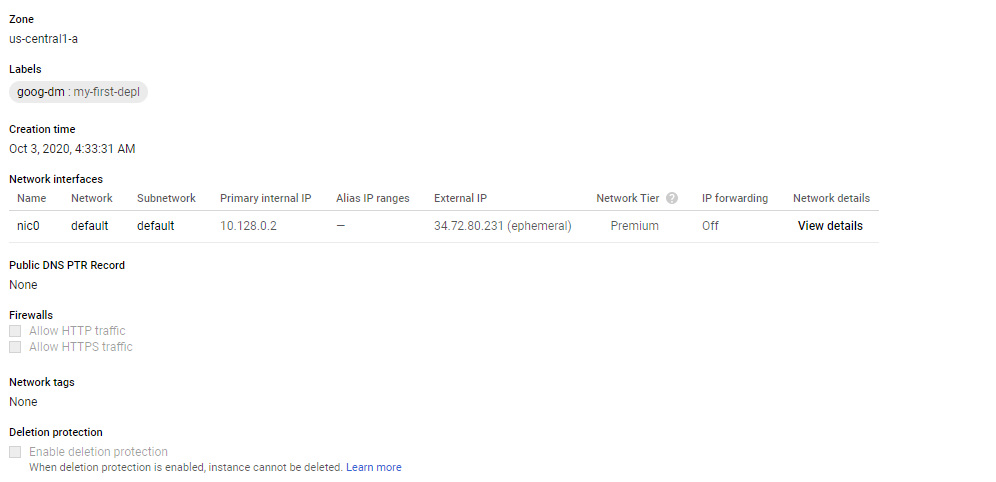 Zone
us-central1-a
Labels
goog-dm : my-first-depl
Creation time
Oct 3, 2020, 4:33:31 AM
Network interfaces
Name Network Subnetwork Primary internal IP Alias IP ranges External IP Network Tier ? IP forwarding Network details
nic0 default default 10.128.0.2 — 34.72.80.231 (ephemeral) Premium Off View details
Public DNS PTR Record
None
Firewalls
Allow HTTP traffic
Allow HTTPS traffic
Network tags
None
Deletion protection
Enable deletion protection
When deletion protection is enabled, instance cannot be deleted. Learn more